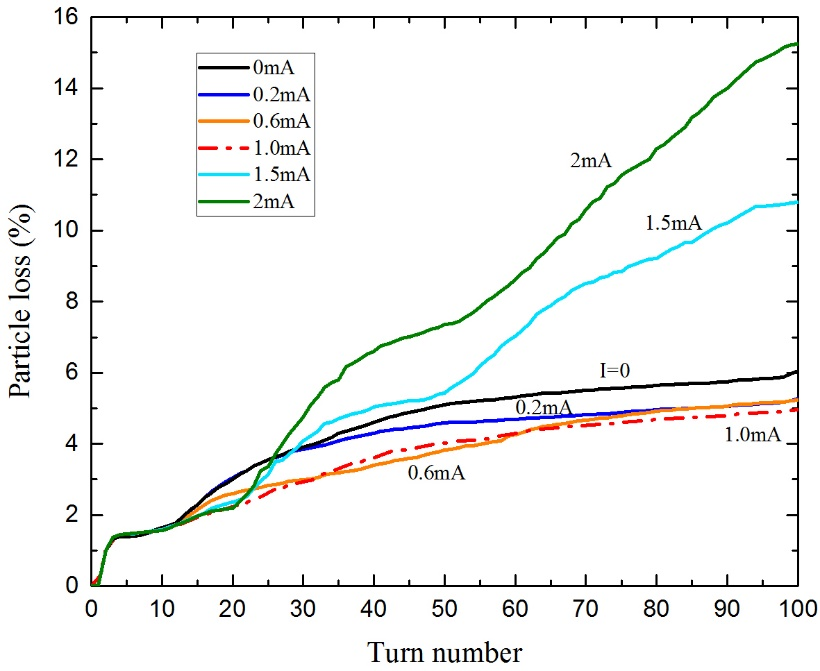 16
14
12
10
8
6
4
2
0
Particle loss (%)
0mA
0.2mA
0.6mA
1.0mA
1.5mA
2mA
2mA
1.5mA
I=0
0.2mA
1.0mA
0.6mA
0 10 20 30 40 50 60 70 80 90 100
Turn number